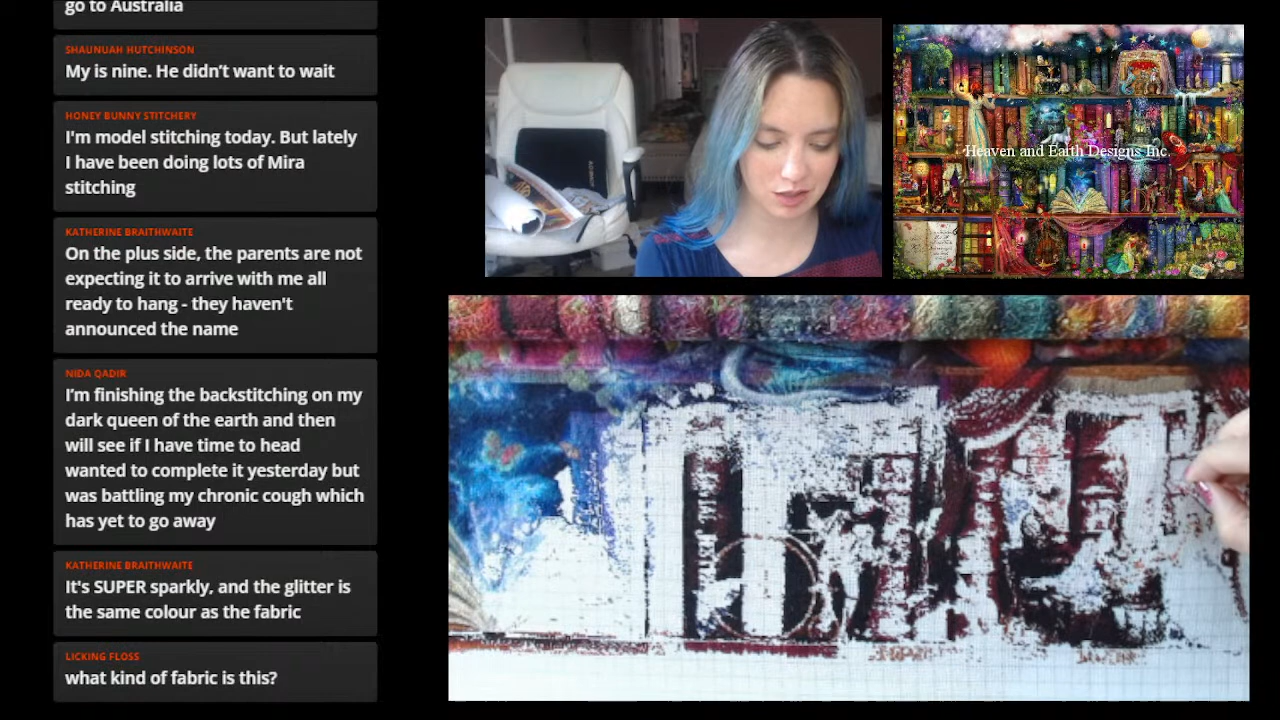 go to Australia
SHAUNUAH HUTCHINSON
My is nine. He didn’t want to wait
HONEY BUNNY STITCHERY
I'm model stitching today. But lately
I have been doing lots of Mira
stitching
KATHERINE BRAITHWAITE
On the plus side, the parents are not
expecting it to arrive with me all
ready to hang - they haven't
announced the name
NIDA QADIR
I’m finishing the backstitching on my
dark queen of the earth and then
will see if I have time to head
wanted to complete it yesterday but
was battling my chronic cough which
has yet to go away
KATHERINE BRAITHWAITE
It's SUPER sparkly, and the glitter is
the same colour as the fabric
LICKING FLOSS
what kind of fabric is this?
Heaven and Earth Designs Inc.